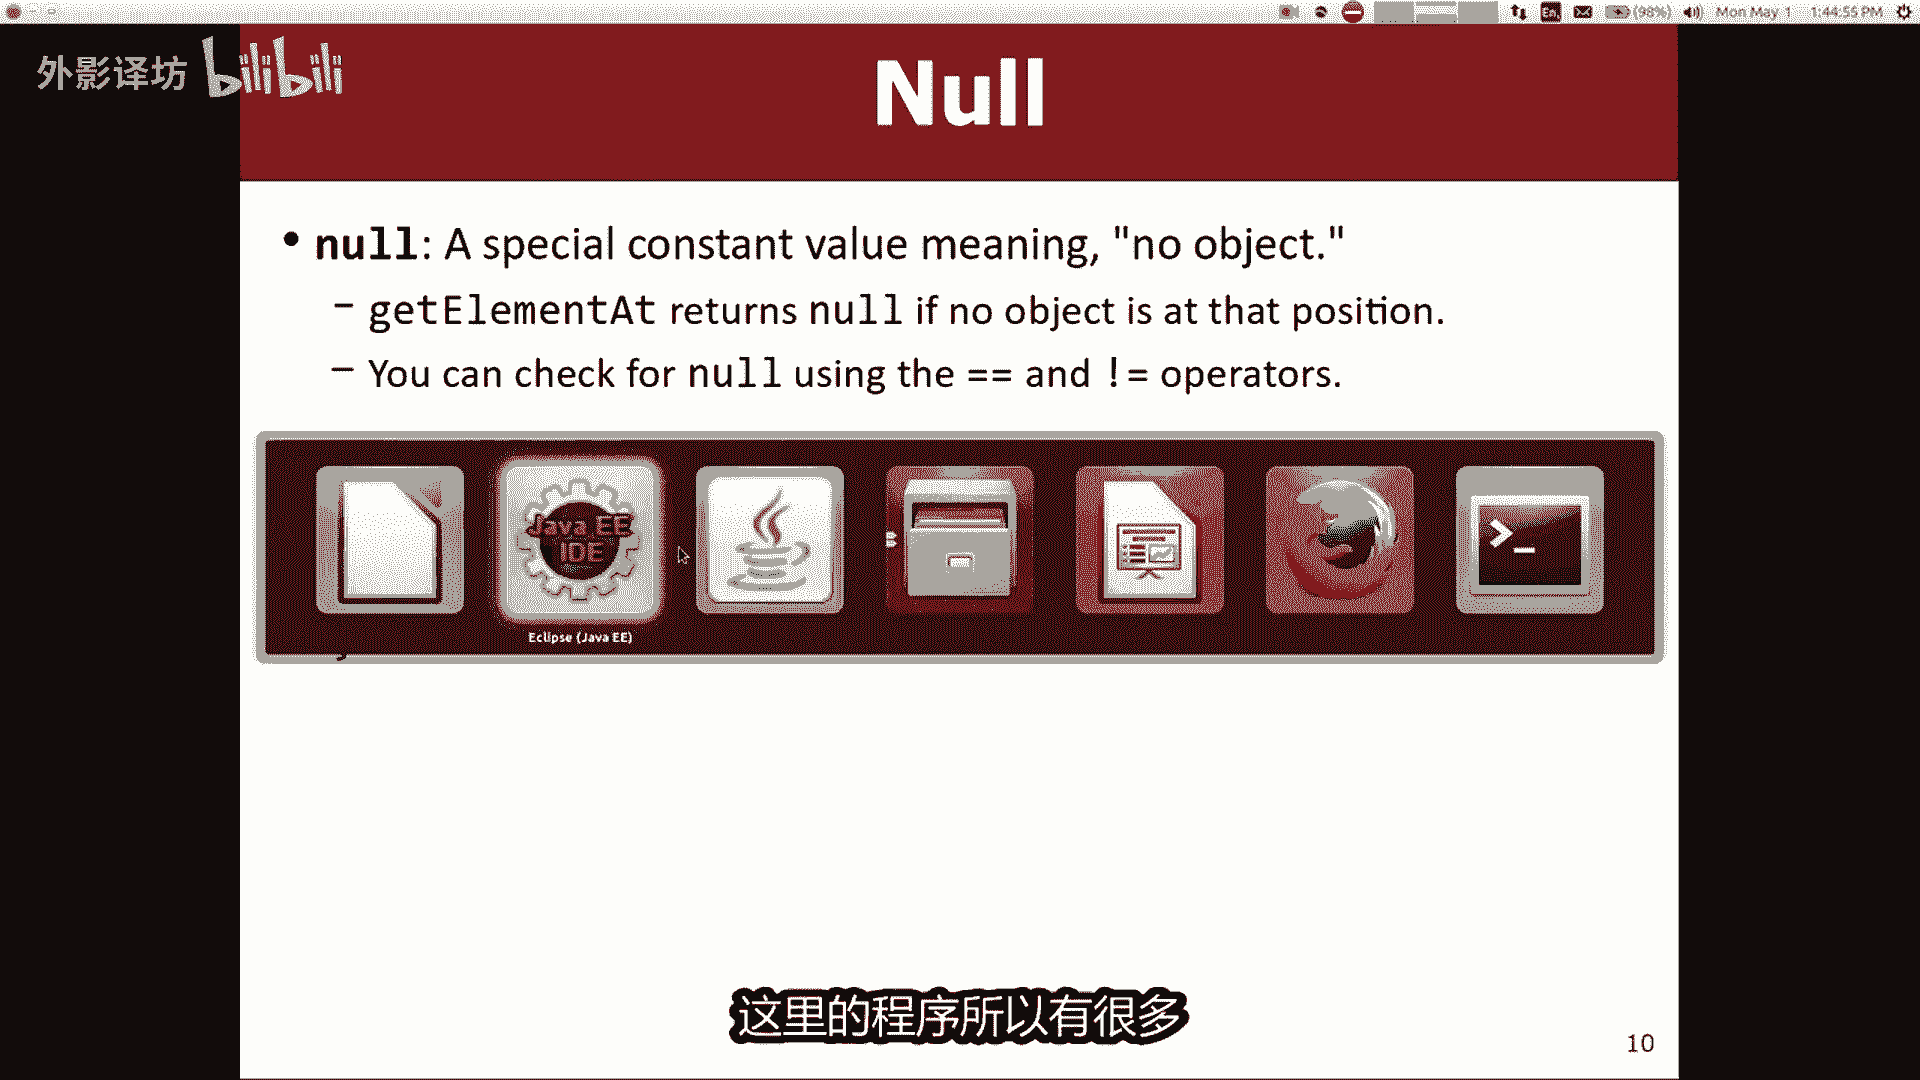 En (98%) Mon May 1 1:44:55 PM
外影译坊 bilibili
Null
• null: A special constant value meaning, "no object."
– getElementAt returns null if no object is at that position.
– You can check for null using the == and != operators.
Java EE
IDE
Eclipse (Java EE)
这里的程序所以有很多
10